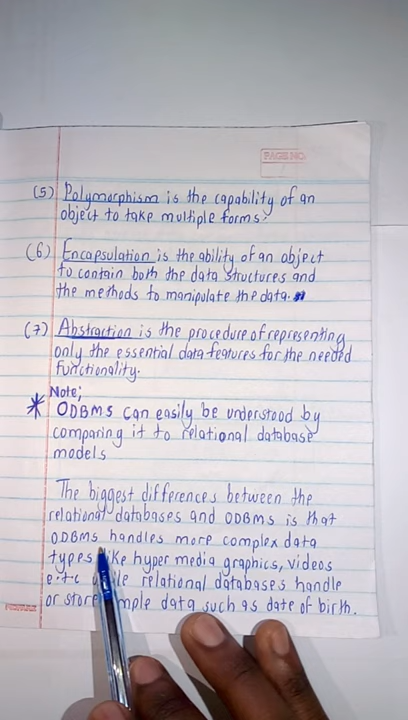 PAGE NO.
(5) Polymorphism is the capability of an
object to take multiple forms.
(6) Encapsulation is the ability of an object
to contain both the data structures and
the methods to manipulate the data.
(7) Abstraction is the procedure of representing
only the essential data features for the needed
functionality.
Note;
* ODBMS can easily be understood by
comparing it to relational database
models
The biggest differences between the
relational databases and ODBMS is that
ODBMS handles more complex data
types like hyper media graphics, videos
e.t.c while relational databases handle
or store simple data such as date of birth.